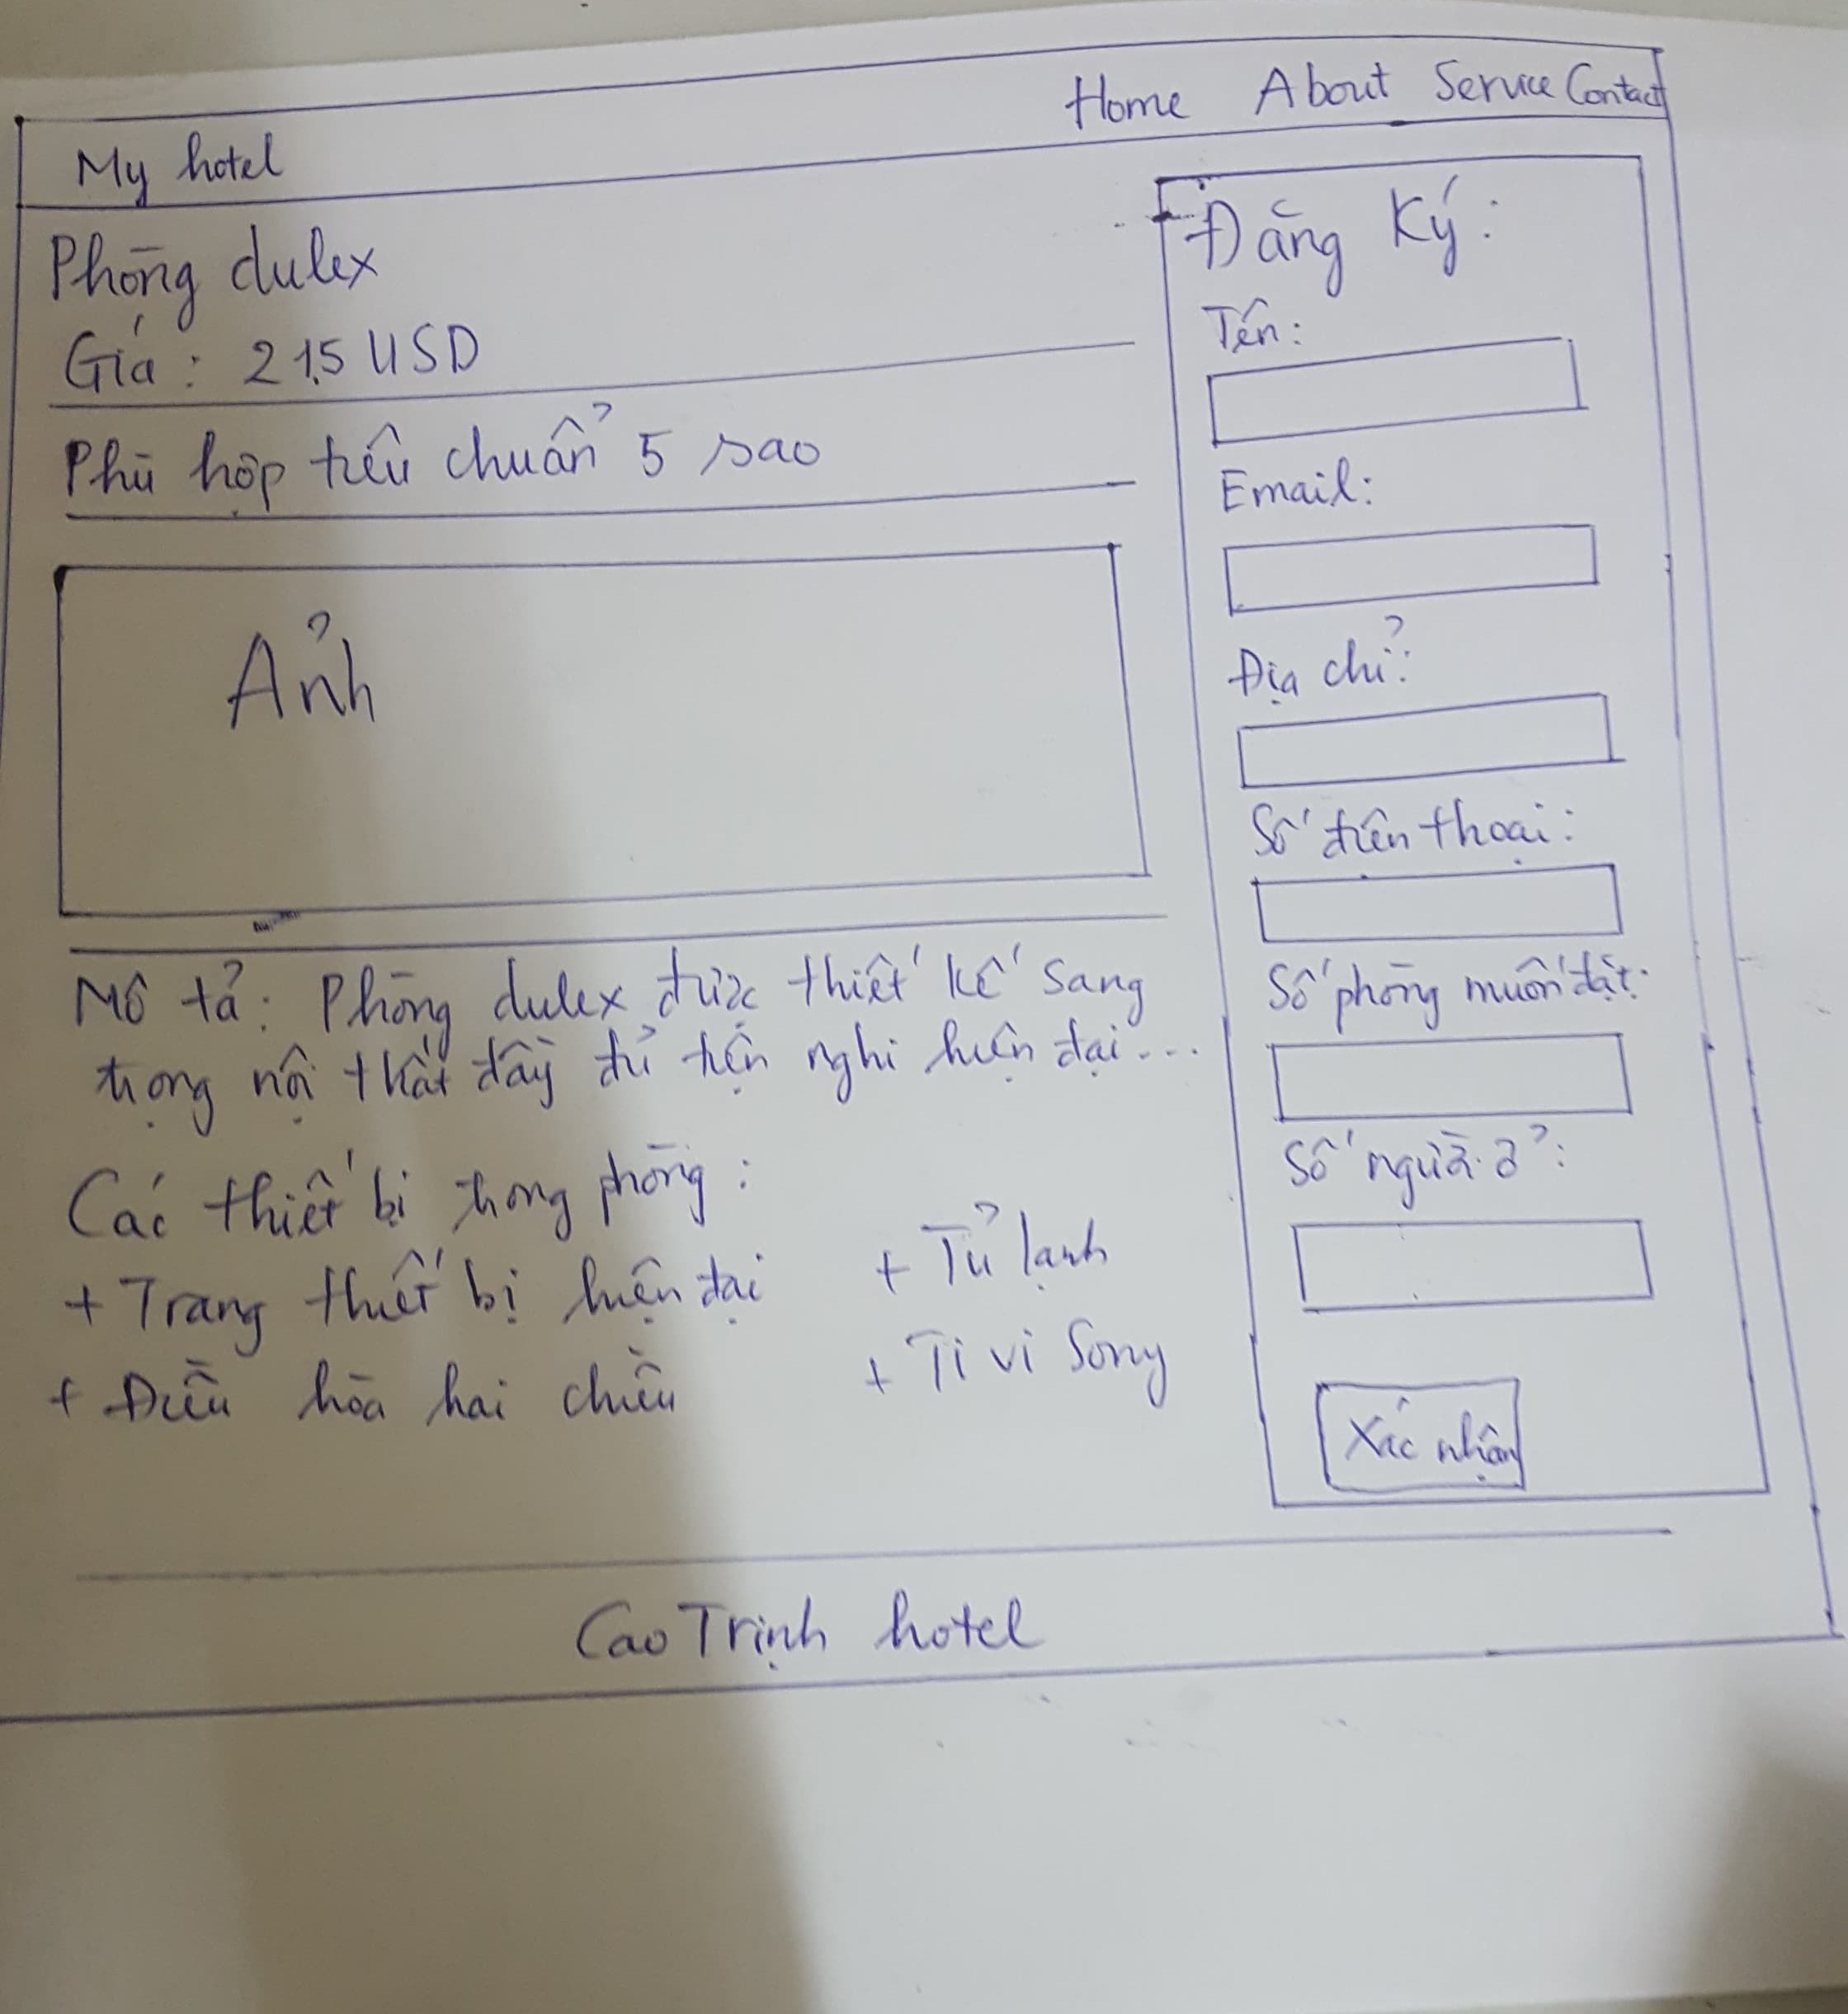 My hotel
Home About Service Contact
Phòng dulex
Giá : 215 USD
Phù hợp tiêu chuẩn 5 sao
Ảnh
Mô tả: Phòng dulex được thiết kế sang
trọng nội thất đầy đủ tiện nghi hiện đại...
Các thiết bị trong phòng :
+ Trang thiết bị hiện đại
+ Tủ lạnh
+ Điều hòa hai chiều
+ Ti vi Sony
Đăng Ký :
Tên:
Email:
Địa chỉ:
Số điện thoại:
Số phòng muốn đặt:
Số người ở :
Xác nhận
Cao Trịnh hotel